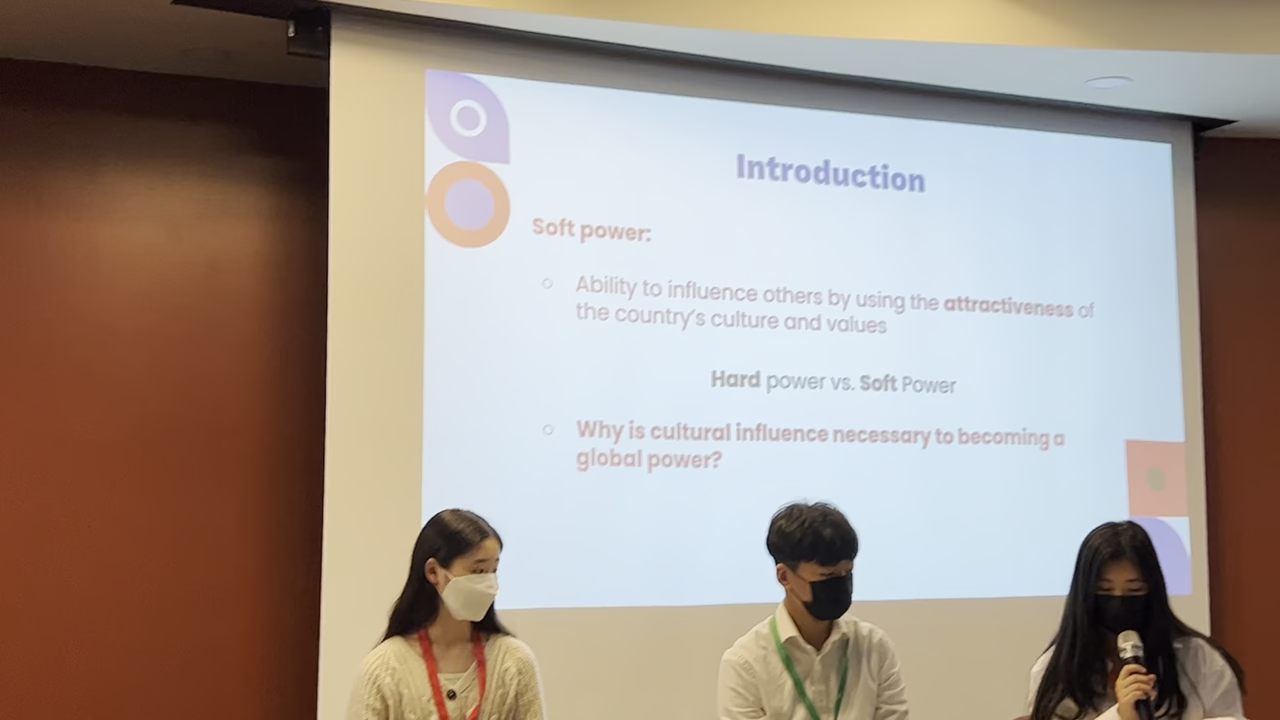 Introduction
Soft power:
Ability to influence others by using the attractiveness of
the country's culture and values
Hard power vs. Soft Power
Why is cultural influence necessary to becoming a
global power?